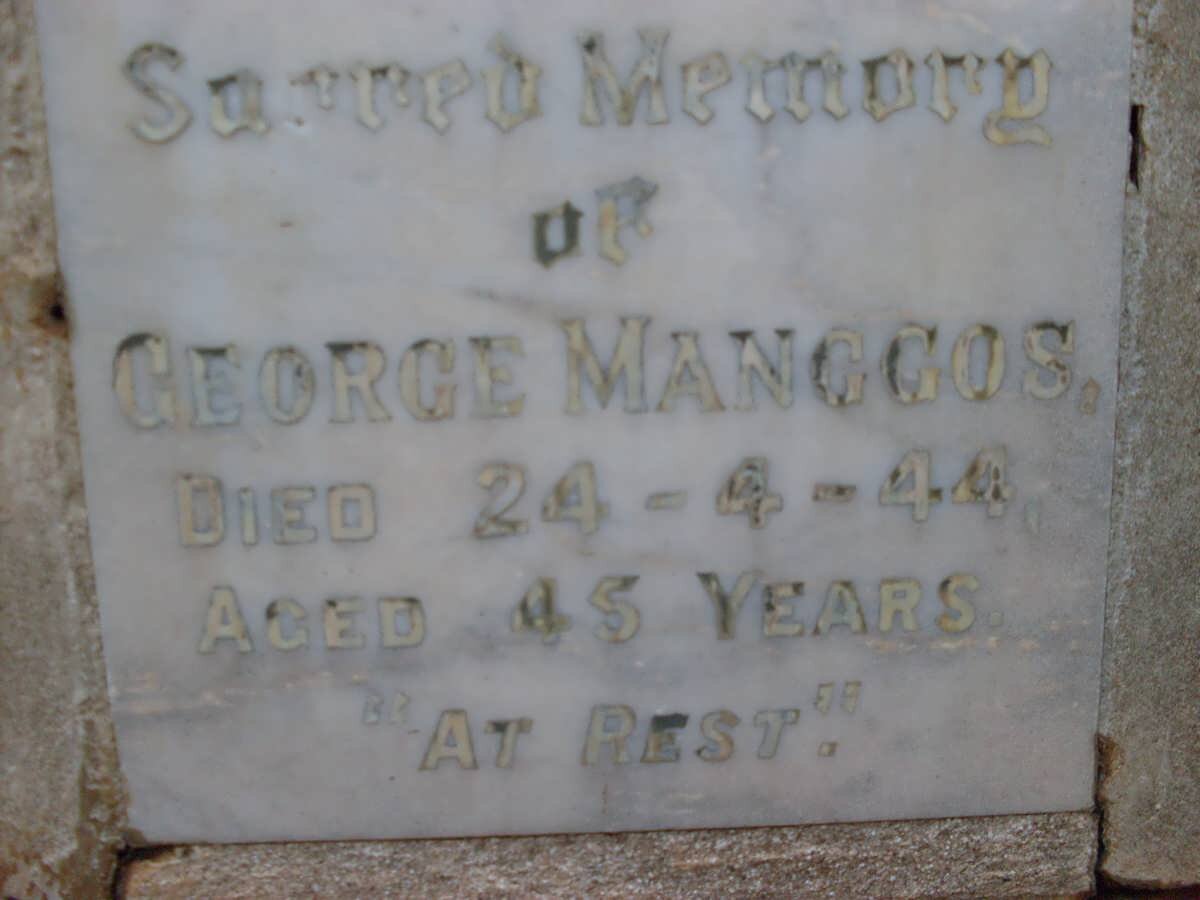 Sacred Memory
of
GEORGE MANGGOS,
DIED 24-4-44,
AGED 45 YEARS.
"AT REST".